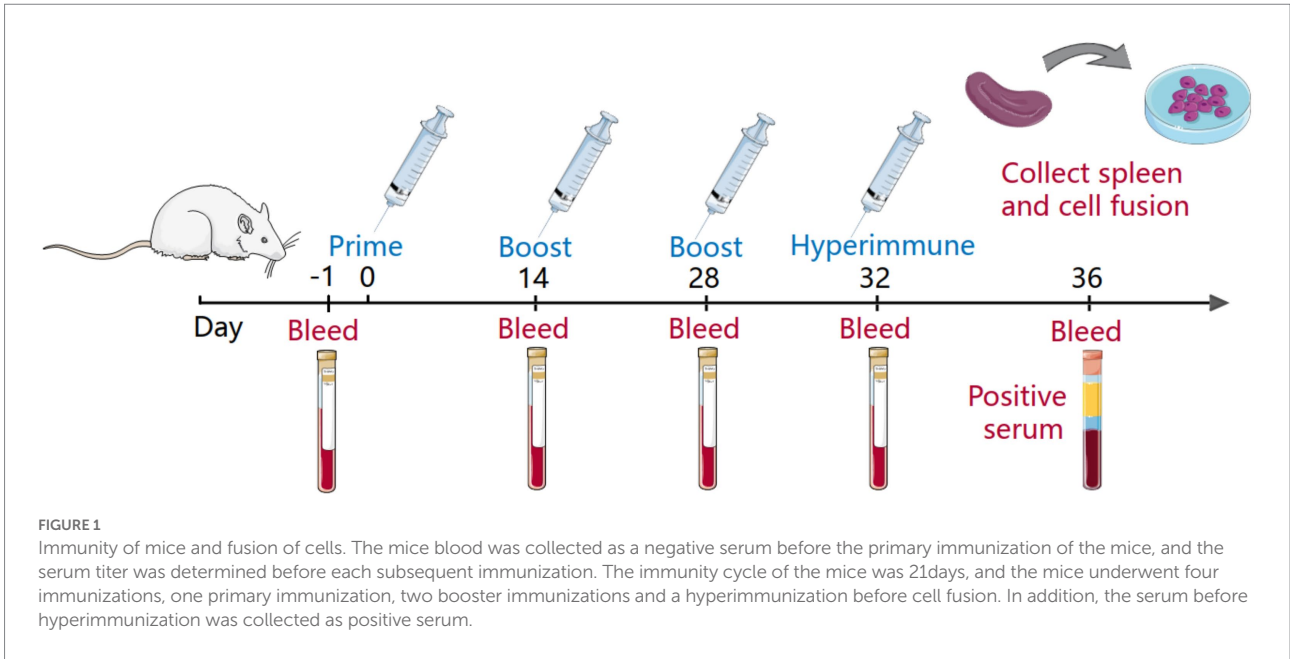 Collect spleen
and cell fusion
Prime
Boost
Boost
Hyperimmune
-1 0 14 28 32 36
Day
Bleed
Bleed
Bleed
Bleed
Bleed
Positive
serum
FIGURE 1
Immunity of mice and fusion of cells. The mice blood was collected as a negative serum before the primary immunization of the mice, and the
serum titer was determined before each subsequent immunization. The immunity cycle of the mice was 21days, and the mice underwent four
immunizations, one primary immunization, two booster immunizations and a hyperimmunization before cell fusion. In addition, the serum before
hyperimmunization was collected as positive serum.